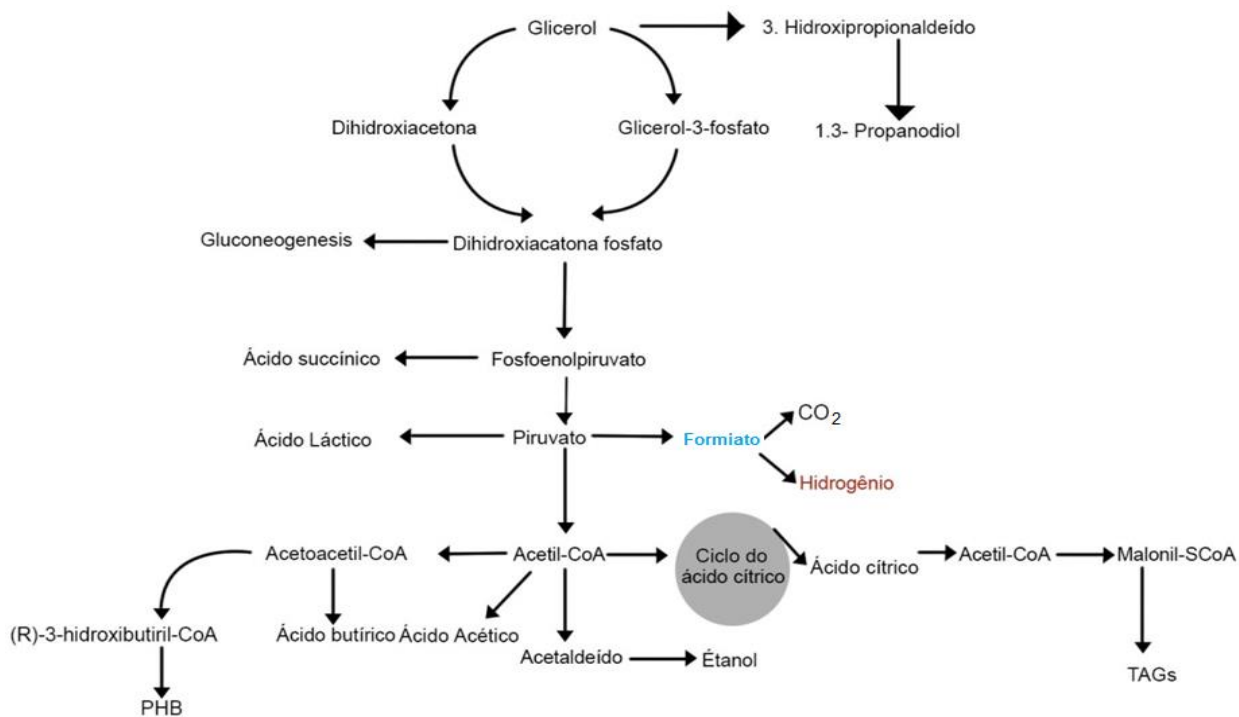 Glicerol
3. Hidroxipropionaldeído
Dihidroxiacetona
Glicerol-3-fosfato
1.3- Propanodiol
Gluconeogenesis
Dihidroxiacatona fosfato
Ácido succínico
Fosfoenolpiruvato
CO2
Ácido Láctico
Piruvato
Formiato
Hidrogênio
Acetoacetil-CoA
Acetil-CoA
Ciclo do
ácido cítrico
Ácido cítrico
Acetil-CoA
Malonil-SCoA
(R)-3-hidroxibutiril-CoA
Ácido butírico
Ácido Acético
Acetaldeído
Étanol
TAGs
PHB